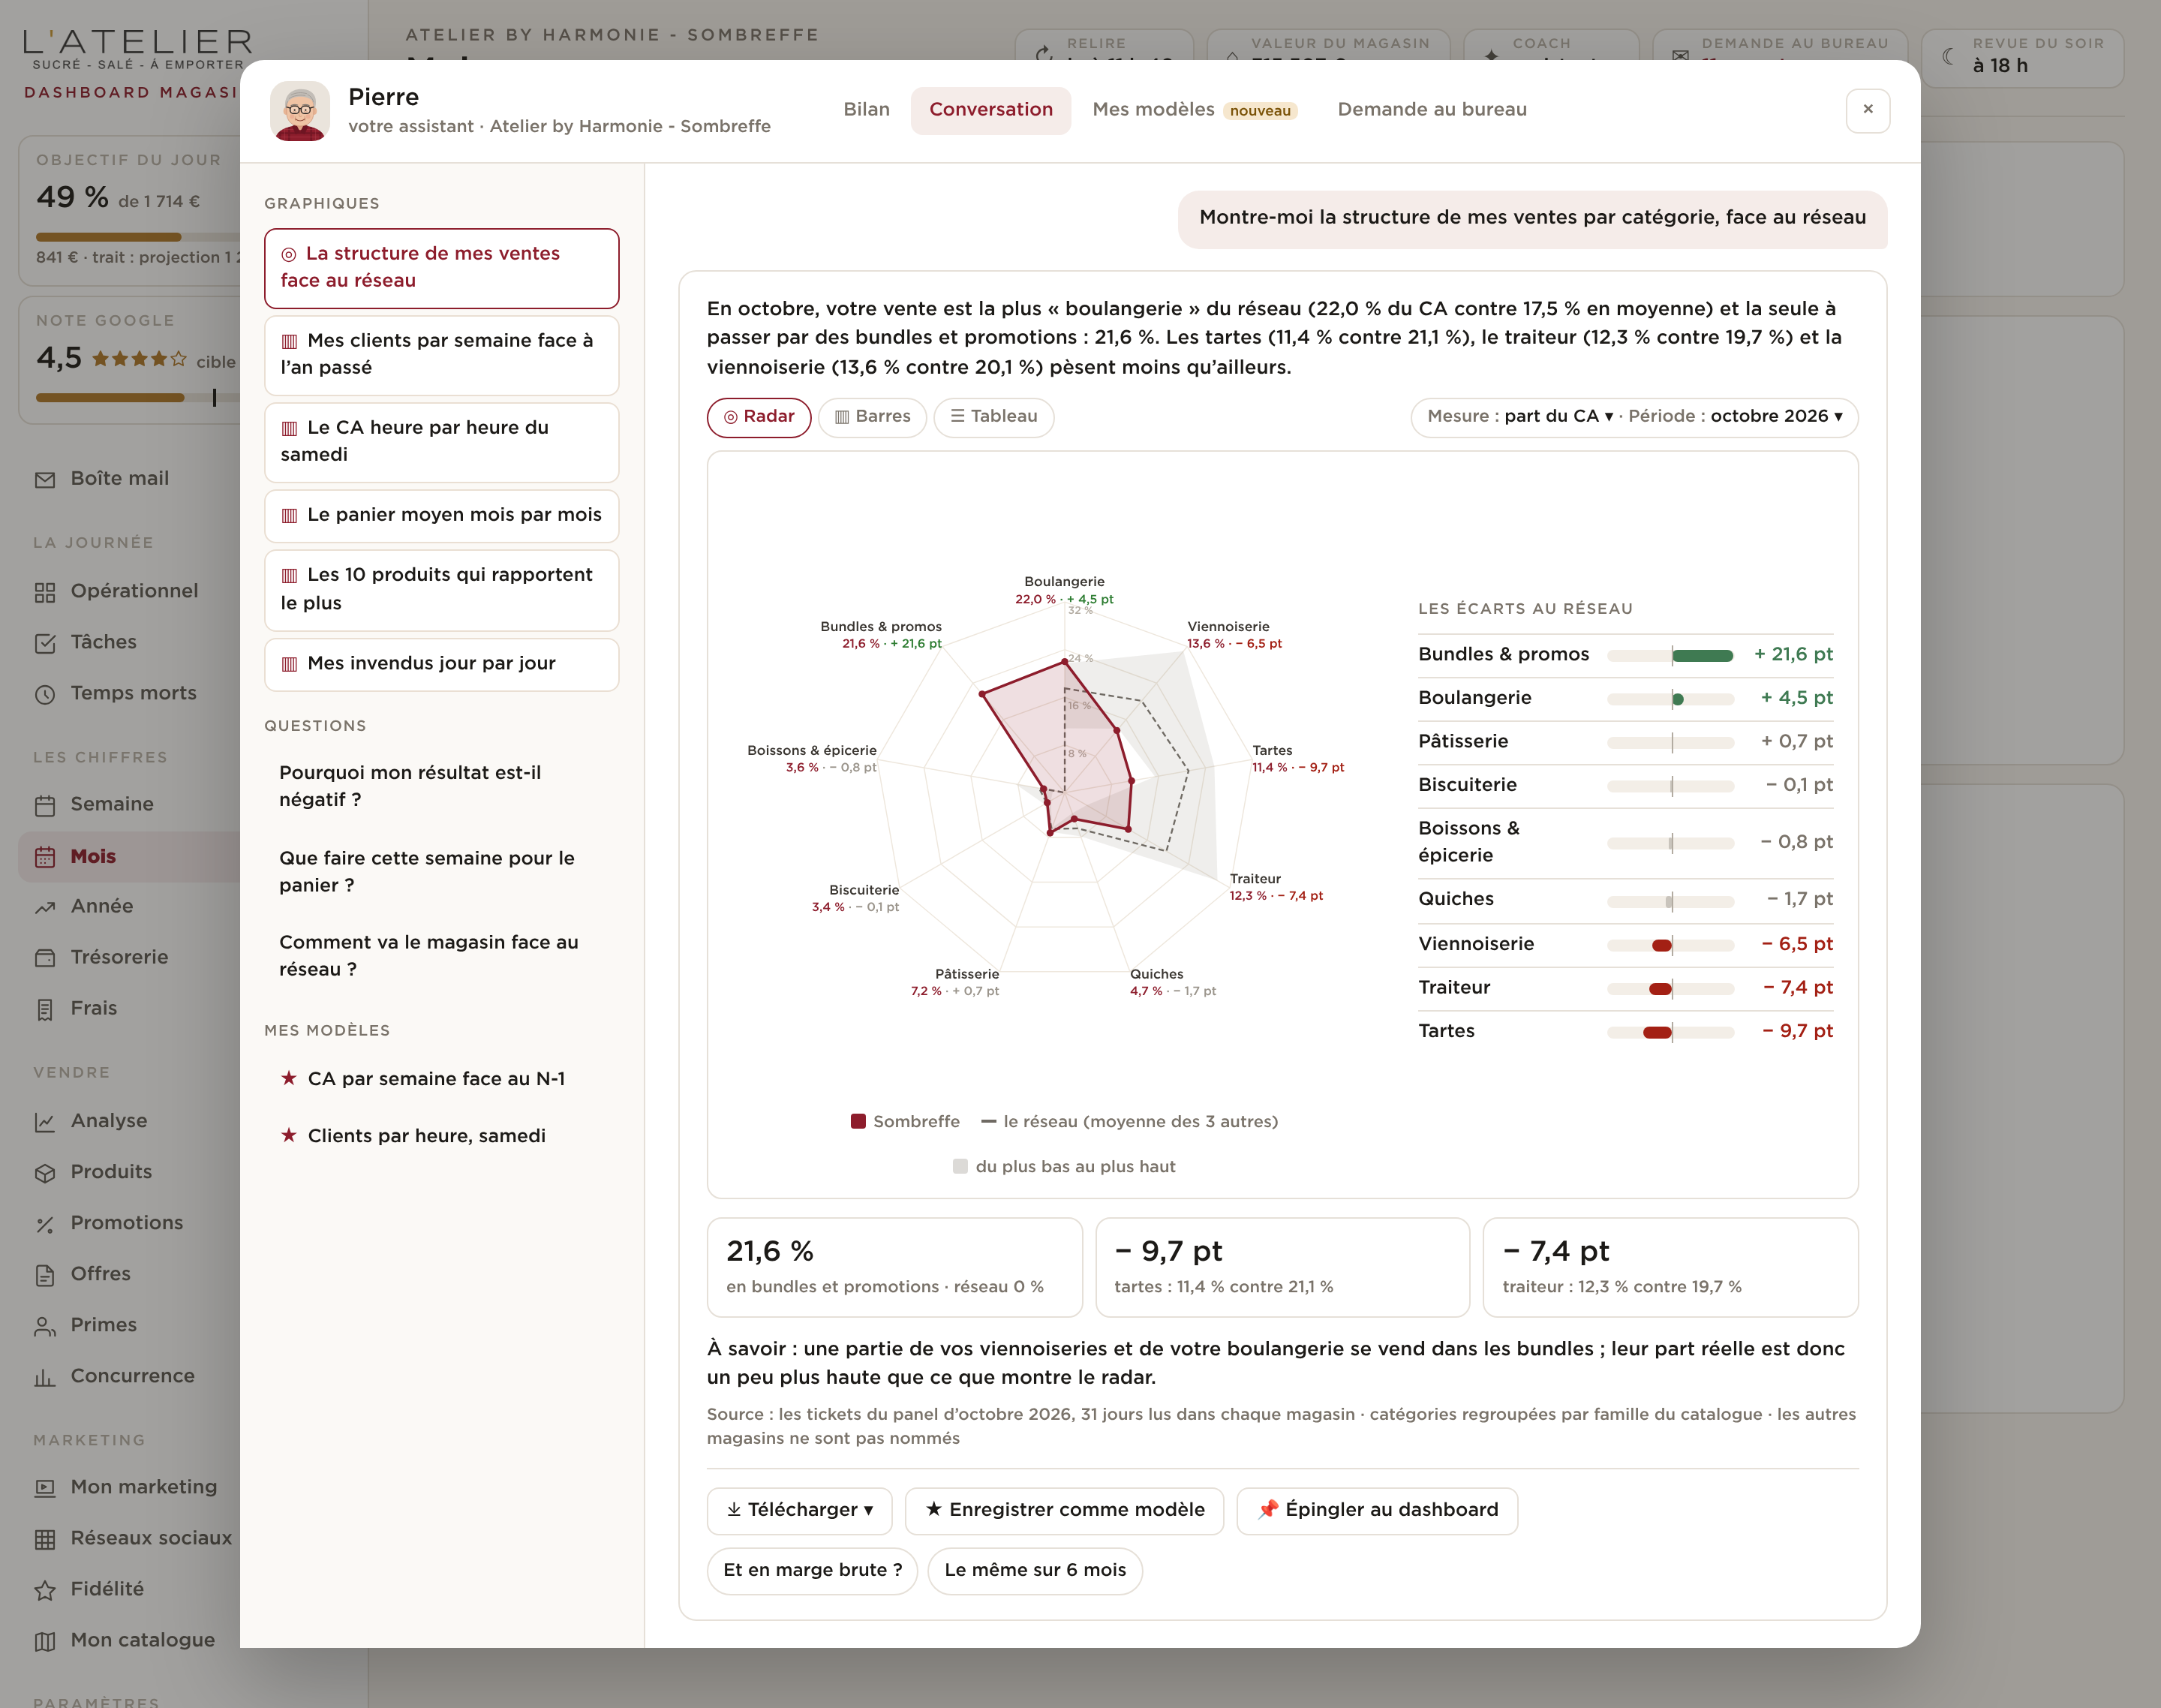 L'ATELIER
SUCRÉ - SALÉ - Á EMPORTER
DASHBOARD MAGASI
OBJECTIF DU JOUR
49 % de 1 714 €
841 € · trait : projection 1 2
NOTE GOOGLE
4,5 ★★★★☆ cible
Boîte mail
LA JOURNÉE
Opérationnel
Tâches
Temps morts
LES CHIFFRES
Semaine
Mois
Année
Trésorerie
Frais
VENDRE
Analyse
Produits
Promotions
Offres
Primes
Concurrence
MARKETING
Mon marketing
Réseaux sociaux
Fidélité
Mon catalogue
PARAMÈTRES
ATELIER BY HARMONIE - SOMBREFFE
RELIRE
VALEUR DU MAGASIN
COACH
DEMANDE AU BUREAU
REVUE DU SOIR
à 18 h
Pierre
votre assistant · Atelier by Harmonie - Sombreffe
Bilan
Conversation
Mes modèles nouveau
Demande au bureau
×
GRAPHIQUES
◎ La structure de mes ventes
face au réseau
▥ Mes clients par semaine face à
l’an passé
▥ Le CA heure par heure du
samedi
▥ Le panier moyen mois par mois
▥ Les 10 produits qui rapportent
le plus
▥ Mes invendus jour par jour
QUESTIONS
Pourquoi mon résultat est-il
négatif ?
Que faire cette semaine pour le
panier ?
Comment va le magasin face au
réseau ?
MES MODÈLES
★ CA par semaine face au N-1
★ Clients par heure, samedi
Montre-moi la structure de mes ventes par catégorie, face au réseau
En octobre, votre vente est la plus « boulangerie » du réseau (22,0 % du CA contre 17,5 % en moyenne) et la seule à
passer par des bundles et promotions : 21,6 %. Les tartes (11,4 % contre 21,1 %), le traiteur (12,3 % contre 19,7 %) et la
viennoiserie (13,6 % contre 20,1 %) pèsent moins qu’ailleurs.
◎ Radar
▥ Barres
☰ Tableau
Mesure : part du CA ▾ · Période : octobre 2026 ▾
Boulangerie
22,0 % · + 4,5 pt
32 %
24 %
16 %
8 %
Viennoiserie
13,6 % · − 6,5 pt
Tartes
11,4 % · − 9,7 pt
Traiteur
12,3 % · − 7,4 pt
Quiches
4,7 % · − 1,7 pt
Pâtisserie
7,2 % · + 0,7 pt
Biscuiterie
3,4 % · − 0,1 pt
Boissons & épicerie
3,6 % · − 0,8 pt
Bundles & promos
21,6 % · + 21,6 pt
Sombreffe
le réseau (moyenne des 3 autres)
du plus bas au plus haut
LES ÉCARTS AU RÉSEAU
Bundles & promos + 21,6 pt
Boulangerie + 4,5 pt
Pâtisserie + 0,7 pt
Biscuiterie − 0,1 pt
Boissons &
épicerie − 0,8 pt
Quiches − 1,7 pt
Viennoiserie − 6,5 pt
Traiteur − 7,4 pt
Tartes − 9,7 pt
21,6 %
en bundles et promotions · réseau 0 %
− 9,7 pt
tartes : 11,4 % contre 21,1 %
− 7,4 pt
traiteur : 12,3 % contre 19,7 %
À savoir : une partie de vos viennoiseries et de votre boulangerie se vend dans les bundles ; leur part réelle est donc
un peu plus haute que ce que montre le radar.
Source : les tickets du panel d’octobre 2026, 31 jours lus dans chaque magasin · catégories regroupées par famille du catalogue · les autres
magasins ne sont pas nommés
Télécharger ▾
★ Enregistrer comme modèle
📌 Épingler au dashboard
Et en marge brute ?
Le même sur 6 mois